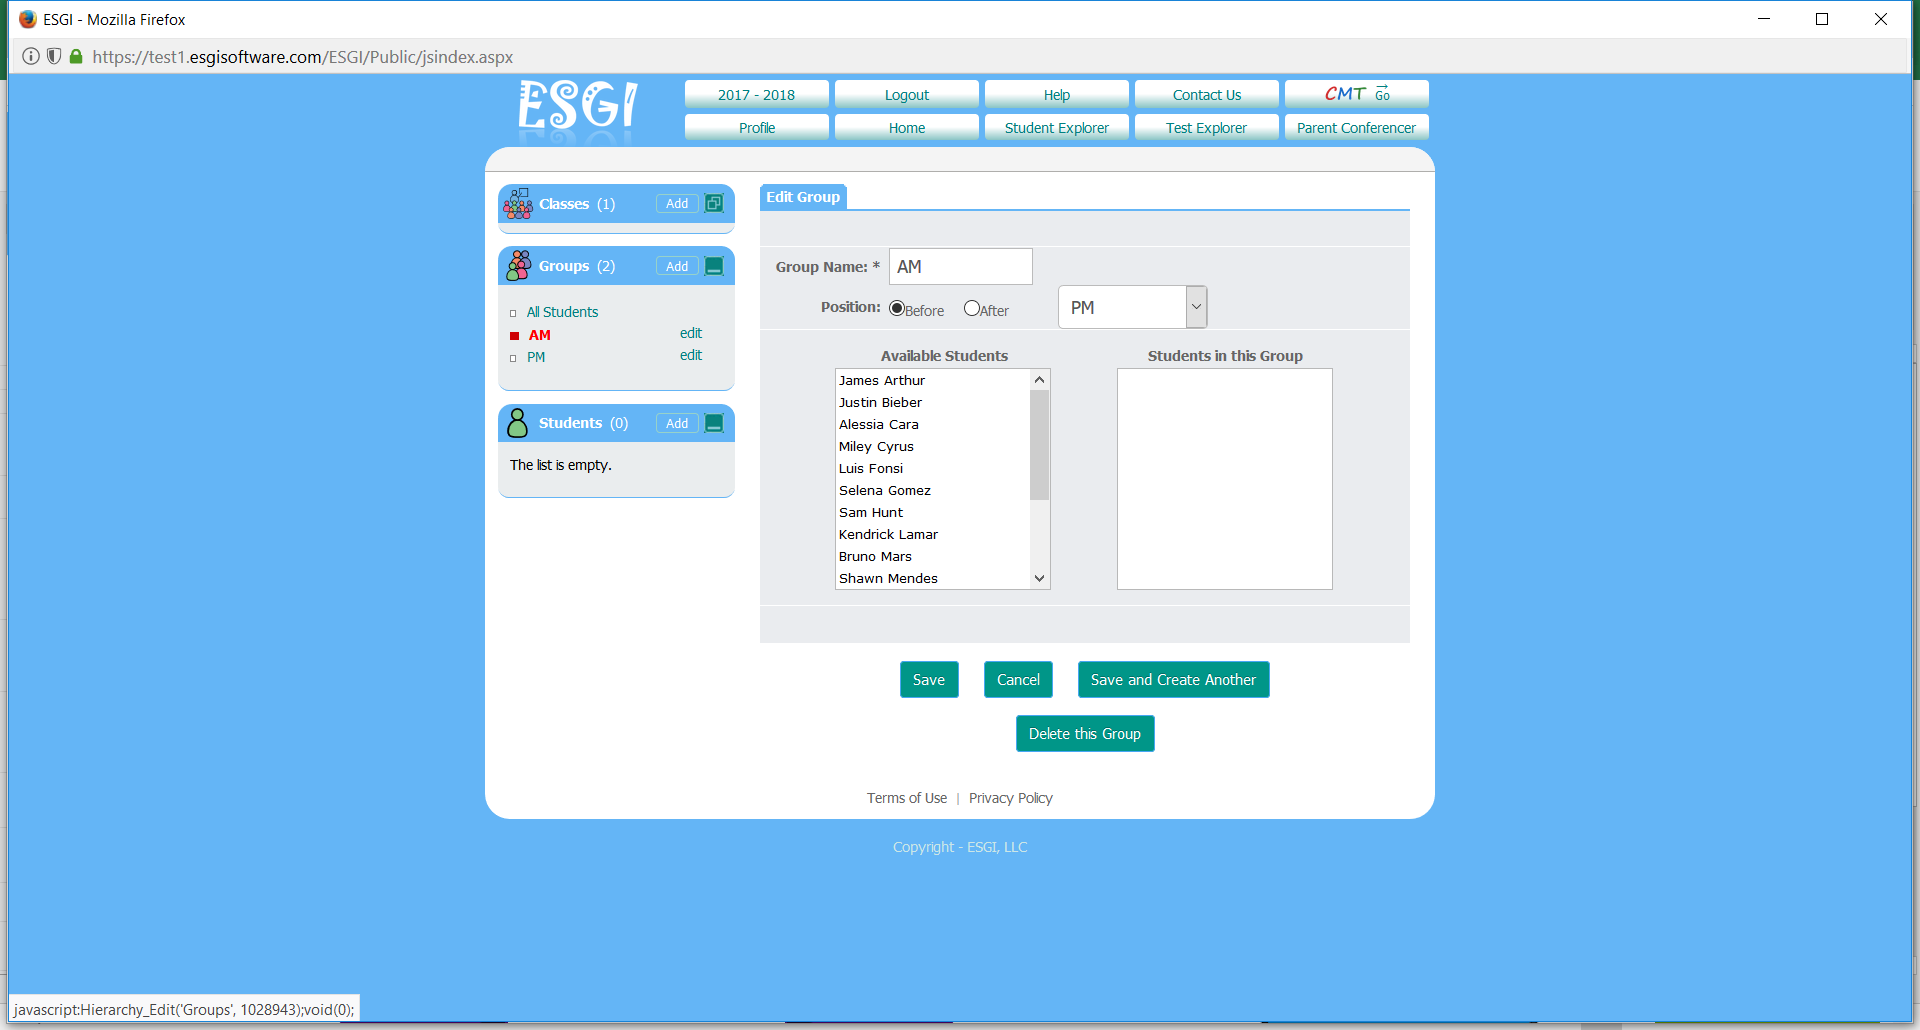 ESGI - Mozilla Firefox
https://test1.esgisoftware.com/ESGI/Public/jsindex.aspx
ESGI
2017 - 2018
Logout
Help
Contact Us
CMT Go
Profile
Home
Student Explorer
Test Explorer
Parent Conferencer
Classes (1)
Add
Groups (2)
Add
All Students
AM edit
PM edit
Students (0)
Add
The list is empty.
Edit Group
Group Name: * AM
Position: Before After PM
Available Students
James Arthur
Justin Bieber
Alessia Cara
Miley Cyrus
Luis Fonsi
Selena Gomez
Sam Hunt
Kendrick Lamar
Bruno Mars
Shawn Mendes
Students in this Group
Save
Cancel
Save and Create Another
Delete this Group
Terms of Use | Privacy Policy
Copyright - ESGI, LLC
javascript:Hierarchy_Edit('Groups', 1028943);void(0);